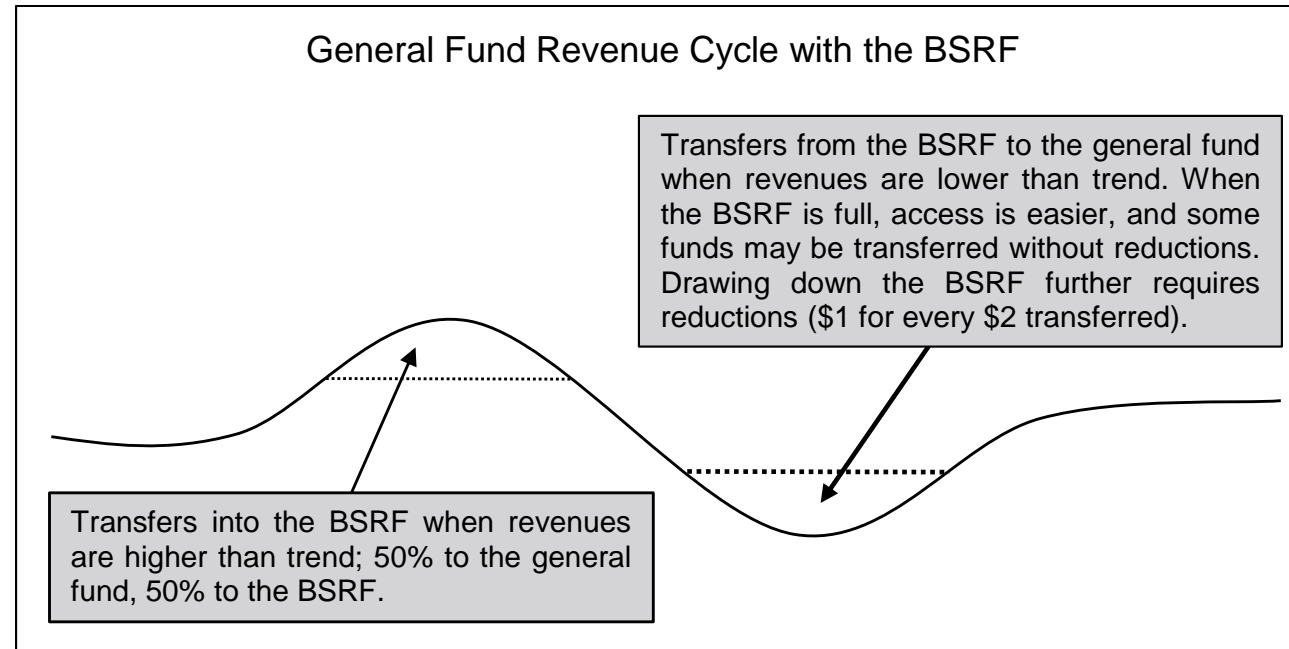 General Fund Revenue Cycle with the BSRF
Transfers from the BSRF to the general fund
when revenues are lower than trend. When
the BSRF is full, access is easier, and some
funds may be transferred without reductions.
Drawing down the BSRF further requires
reductions ($1 for every $2 transferred).
Transfers into the BSRF when revenues
are higher than trend; 50% to the general
fund, 50% to the BSRF.